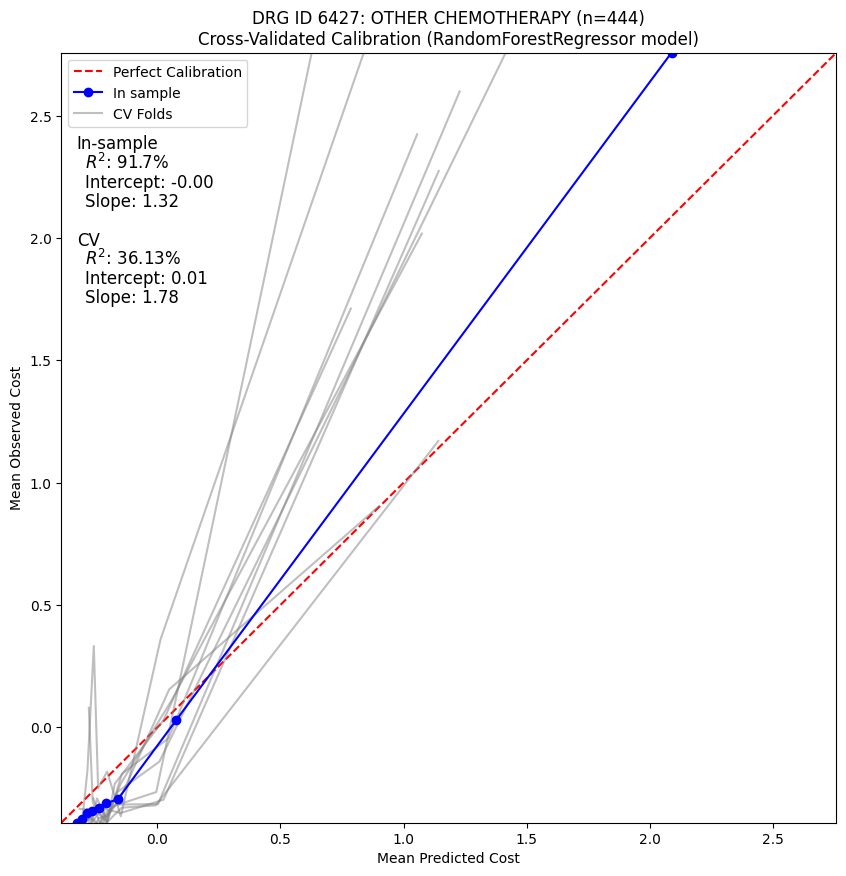 DRG ID 6427: OTHER CHEMOTHERAPY (n=444)
Cross-Validated Calibration (RandomForestRegressor model)
Perfect Calibration
In sample
CV Folds
In-sample
R²: 91.7%
Intercept: -0.00
Slope: 1.32
CV
R²: 36.13%
Intercept: 0.01
Slope: 1.78
Mean Observed Cost
2.5
2.0
1.5
1.0
0.5
0.0
0.0 0.5 1.0 1.5 2.0 2.5
Mean Predicted Cost